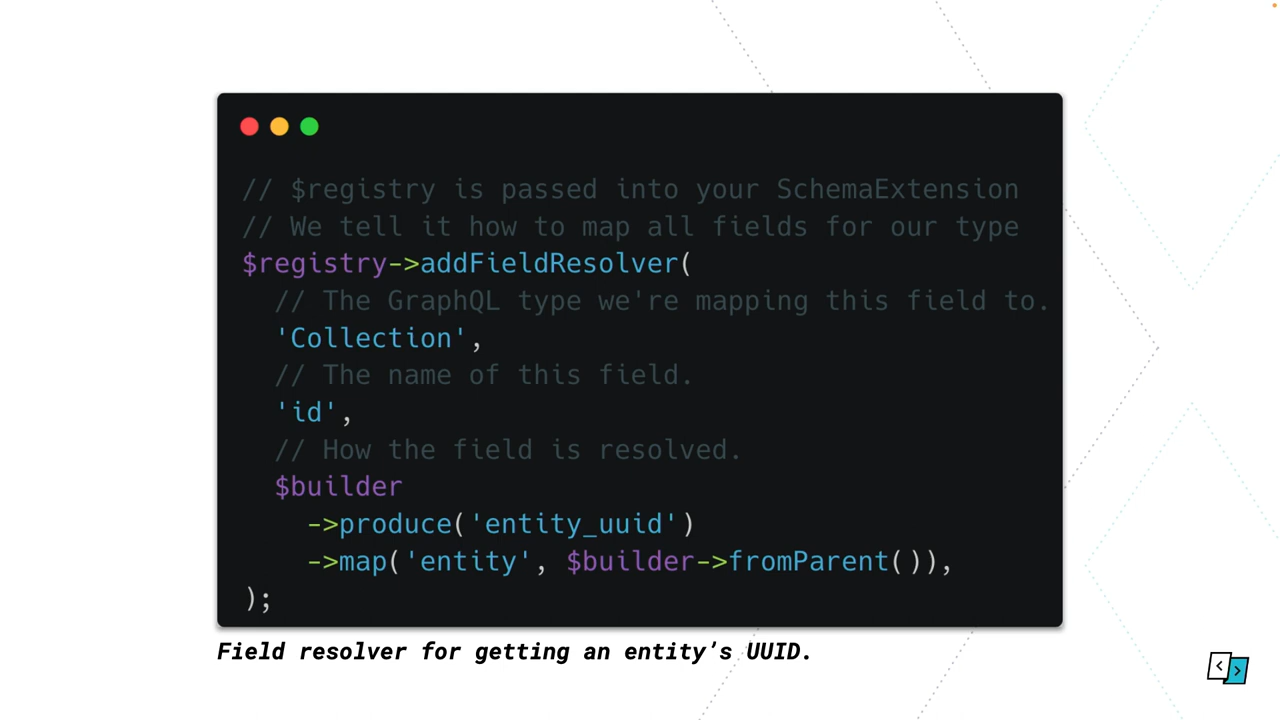 // $registry is passed into your SchemaExtension
// We tell it how to map all fields for our type
$registry->addFieldResolver(
  // The GraphQL type we're mapping this field to.
  'Collection',
  // The name of this field.
  'id',
  // How the field is resolved.
  $builder
    ->produce('entity_uuid')
    ->map('entity', $builder->fromParent()),
);
Field resolver for getting an entity’s UUID.